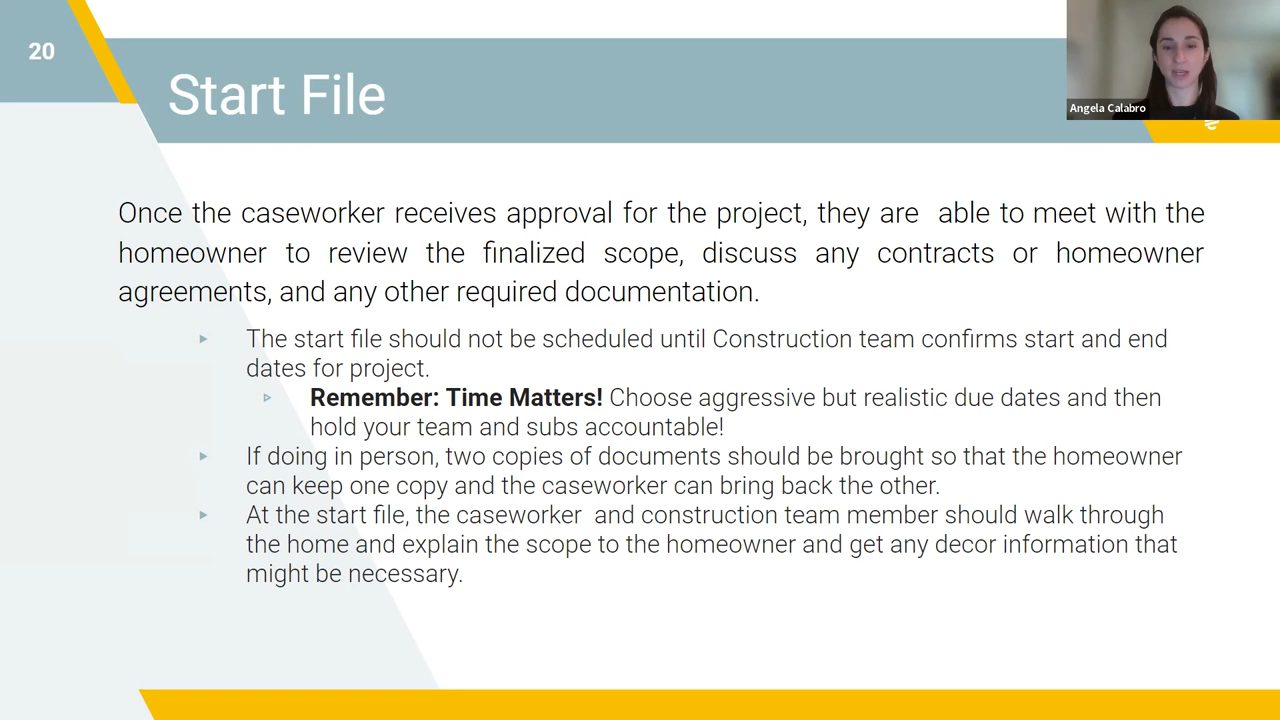 20
Start File
Angela Calabro
Once the caseworker receives approval for the project, they are able to meet with the
homeowner to review the finalized scope, discuss any contracts or homeowner
agreements, and any other required documentation.
The start file should not be scheduled until Construction team confirms start and end
dates for project.
Remember: Time Matters! Choose aggressive but realistic due dates and then
hold your team and subs accountable!
If doing in person, two copies of documents should be brought so that the homeowner
can keep one copy and the caseworker can bring back the other.
At the start file, the caseworker and construction team member should walk through
the home and explain the scope to the homeowner and get any decor information that
might be necessary.